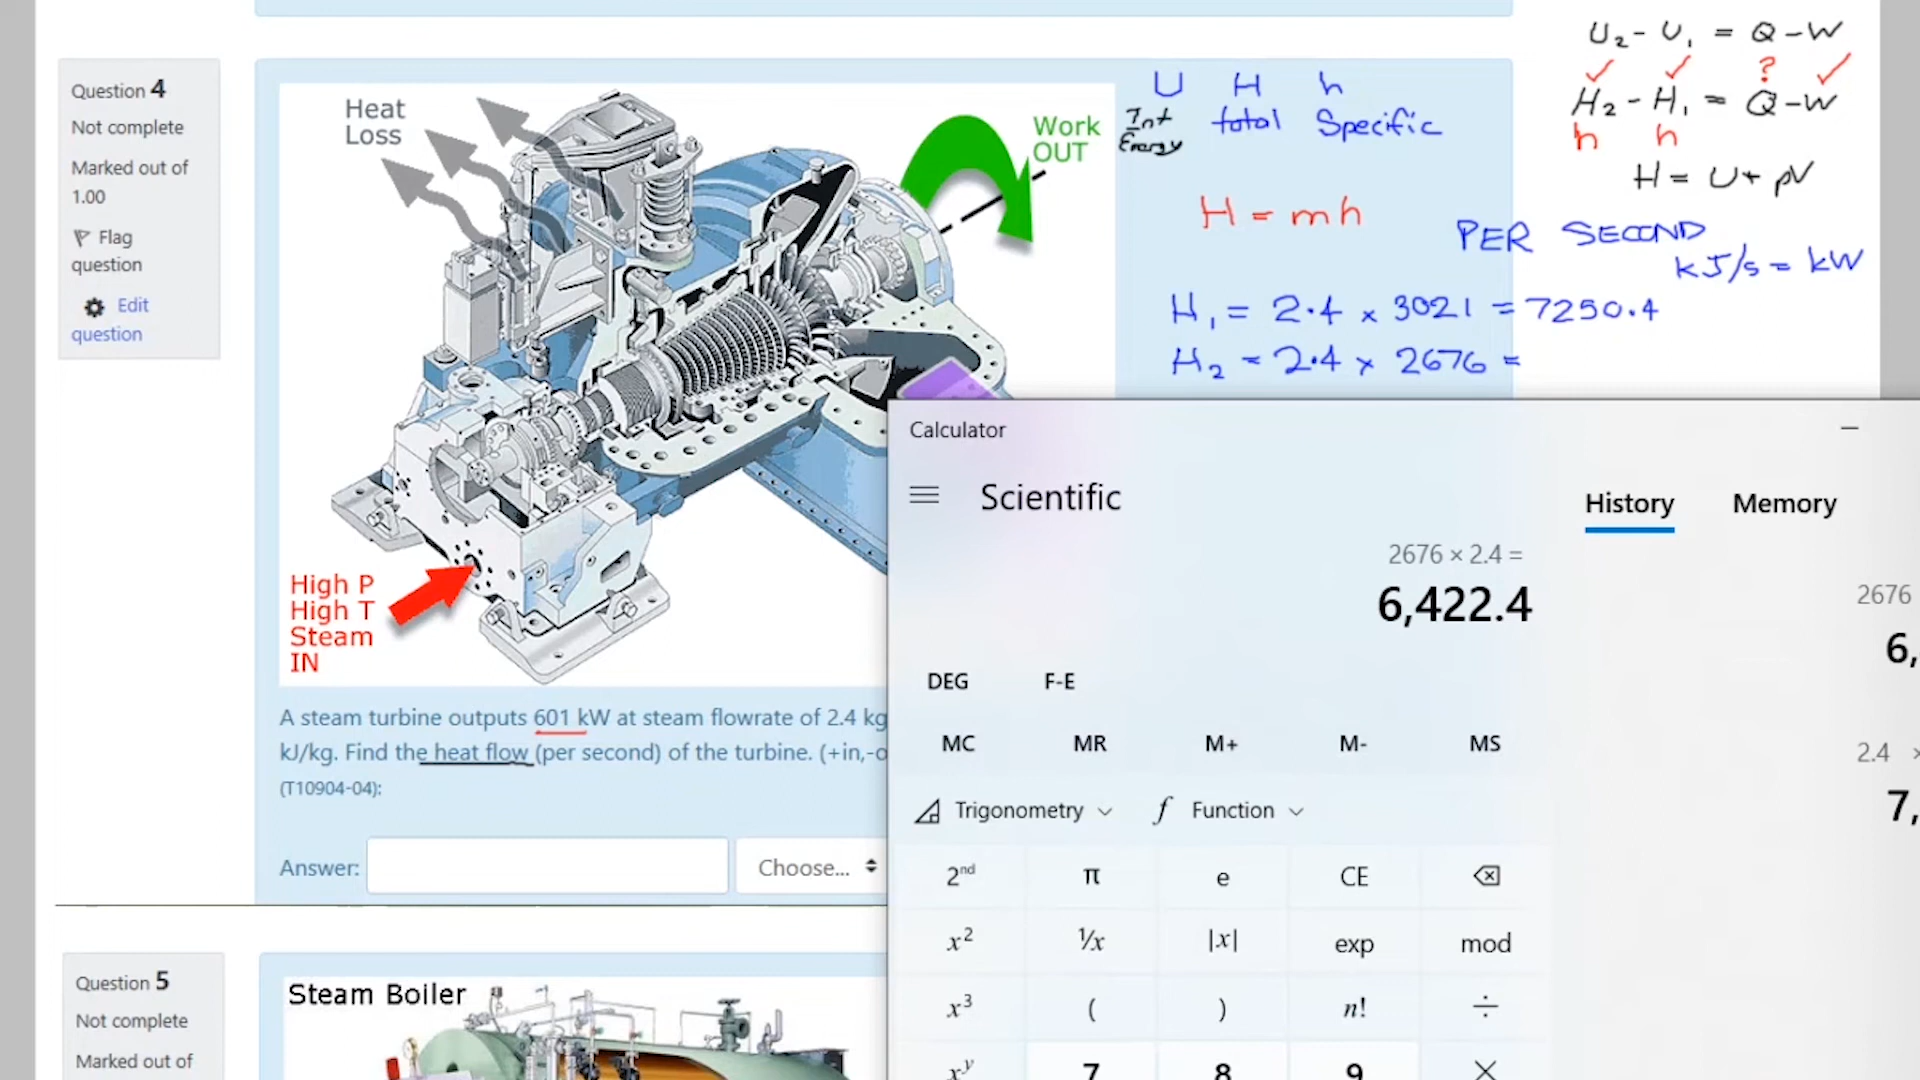 Question 4
Not complete
Marked out of
1.00
Flag
question
Edit
question
Heat
Loss
Work
OUT
High P
High T
Steam
IN
U H h
Int
Energy
total
Specific
H = mh
U₂ - U₁ = Q - W
✓ ✓ ? ✓
H₂ - H₁ = Q - W
h h
H = U + pV
PER SECOND
kJ/s = kW
H₁ = 2.4 × 3021 = 7250.4
H₂ = 2.4 × 2676 =
A steam turbine outputs 601 kW at steam flowrate of 2.4 kg
kJ/kg. Find the heat flow (per second) of the turbine. (+in,-o
(T10904-04):
Answer:
Choose...
Calculator
Scientific
History
Memory
2676 × 2.4 =
6,422.4
2676
6,
2.4 ×
7,
DEG
F-E
MC MR M+ M- MS
Trigonometry
f Function
2ⁿᵈ π e CE
x² ¹/x |x| exp mod
x³ ( ) n! ÷
xʸ 7 8 9 ×
Question 5
Not complete
Marked out of
Steam Boiler